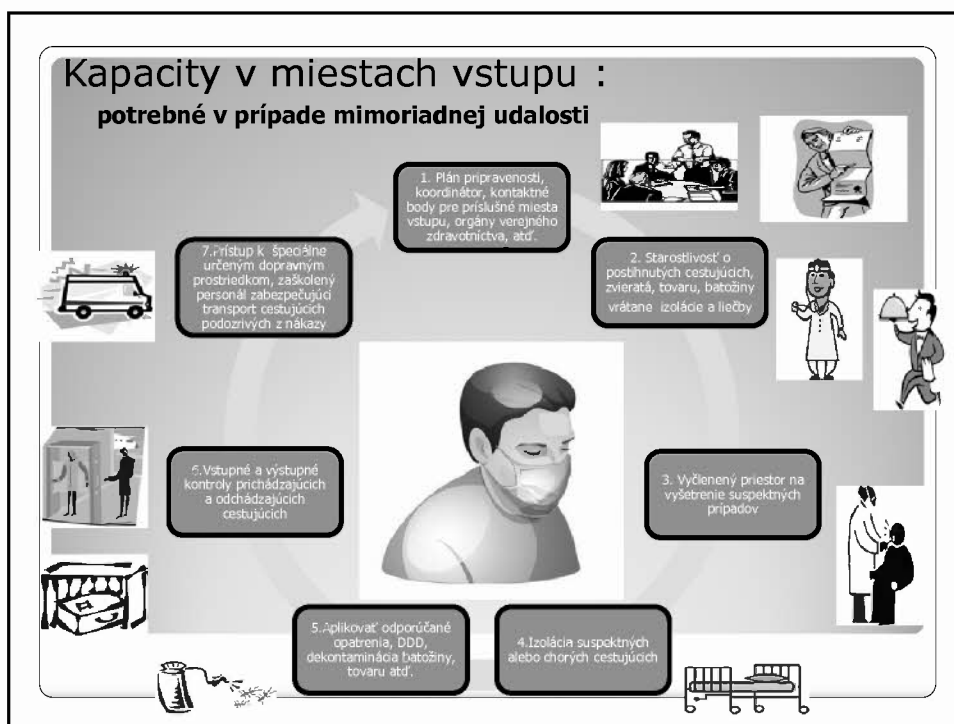 Kapacity v miestach vstupu :
potrebné v prípade mimoriadnej udalosti
1. Plán pripravenosti,
koordinátor, kontaktné
body pre príslušné miesta
vstupu, orgány verejného
zdravotníctva, atď.
2. Starostlivosť o
postihnutých cestujúcich,
zvieratá, tovaru, batožiny
vrátane izolácie a liečby
3. Vyčlenený priestor na
vyšetrenie suspektných
prípadov
4.Izolácia suspektných
alebo chorých cestujúcich
5.Aplikovať odporúčané
opatrenia, DDD,
dekontaminácia batožiny,
tovaru atď.
6.Vstupné a výstupné
kontroly prichádzajúcich
a odchádzajúcich
cestujúcich
7.Prístup k špeciálne
určeným dopravným
prostriedkom, zaškolený
personál zabezpečujúci
transport cestujúcich
podozrivých z nákazy